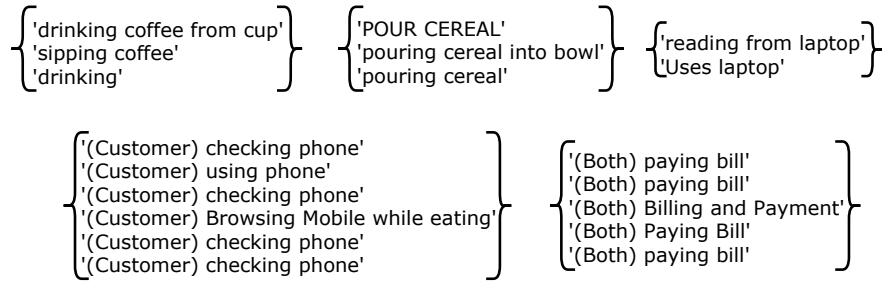 'drinking coffee from cup'
'sipping coffee'
'drinking'
'POUR CEREAL'
'pouring cereal into bowl'
'pouring cereal'
'reading from laptop'
'Uses laptop'
'(Customer) checking phone'
'(Customer) using phone'
'(Customer) checking phone'
'(Customer) Browsing Mobile while eating'
'(Customer) checking phone'
'(Customer) checking phone'
'(Both) paying bill'
'(Both) paying bill'
'(Both) Billing and Payment'
'(Both) Paying Bill'
'(Both) paying bill'